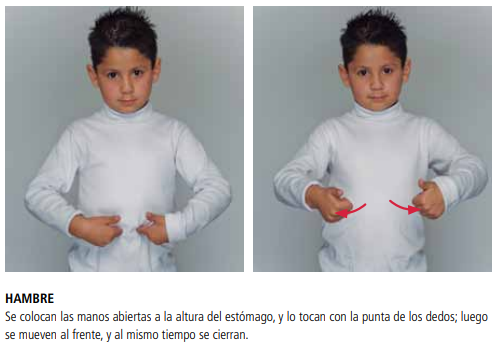 HAMBRE
Se colocan las manos abiertas a la altura del estómago, y lo tocan con la punta de los dedos; luego
se mueven al frente, y al mismo tiempo se cierran.